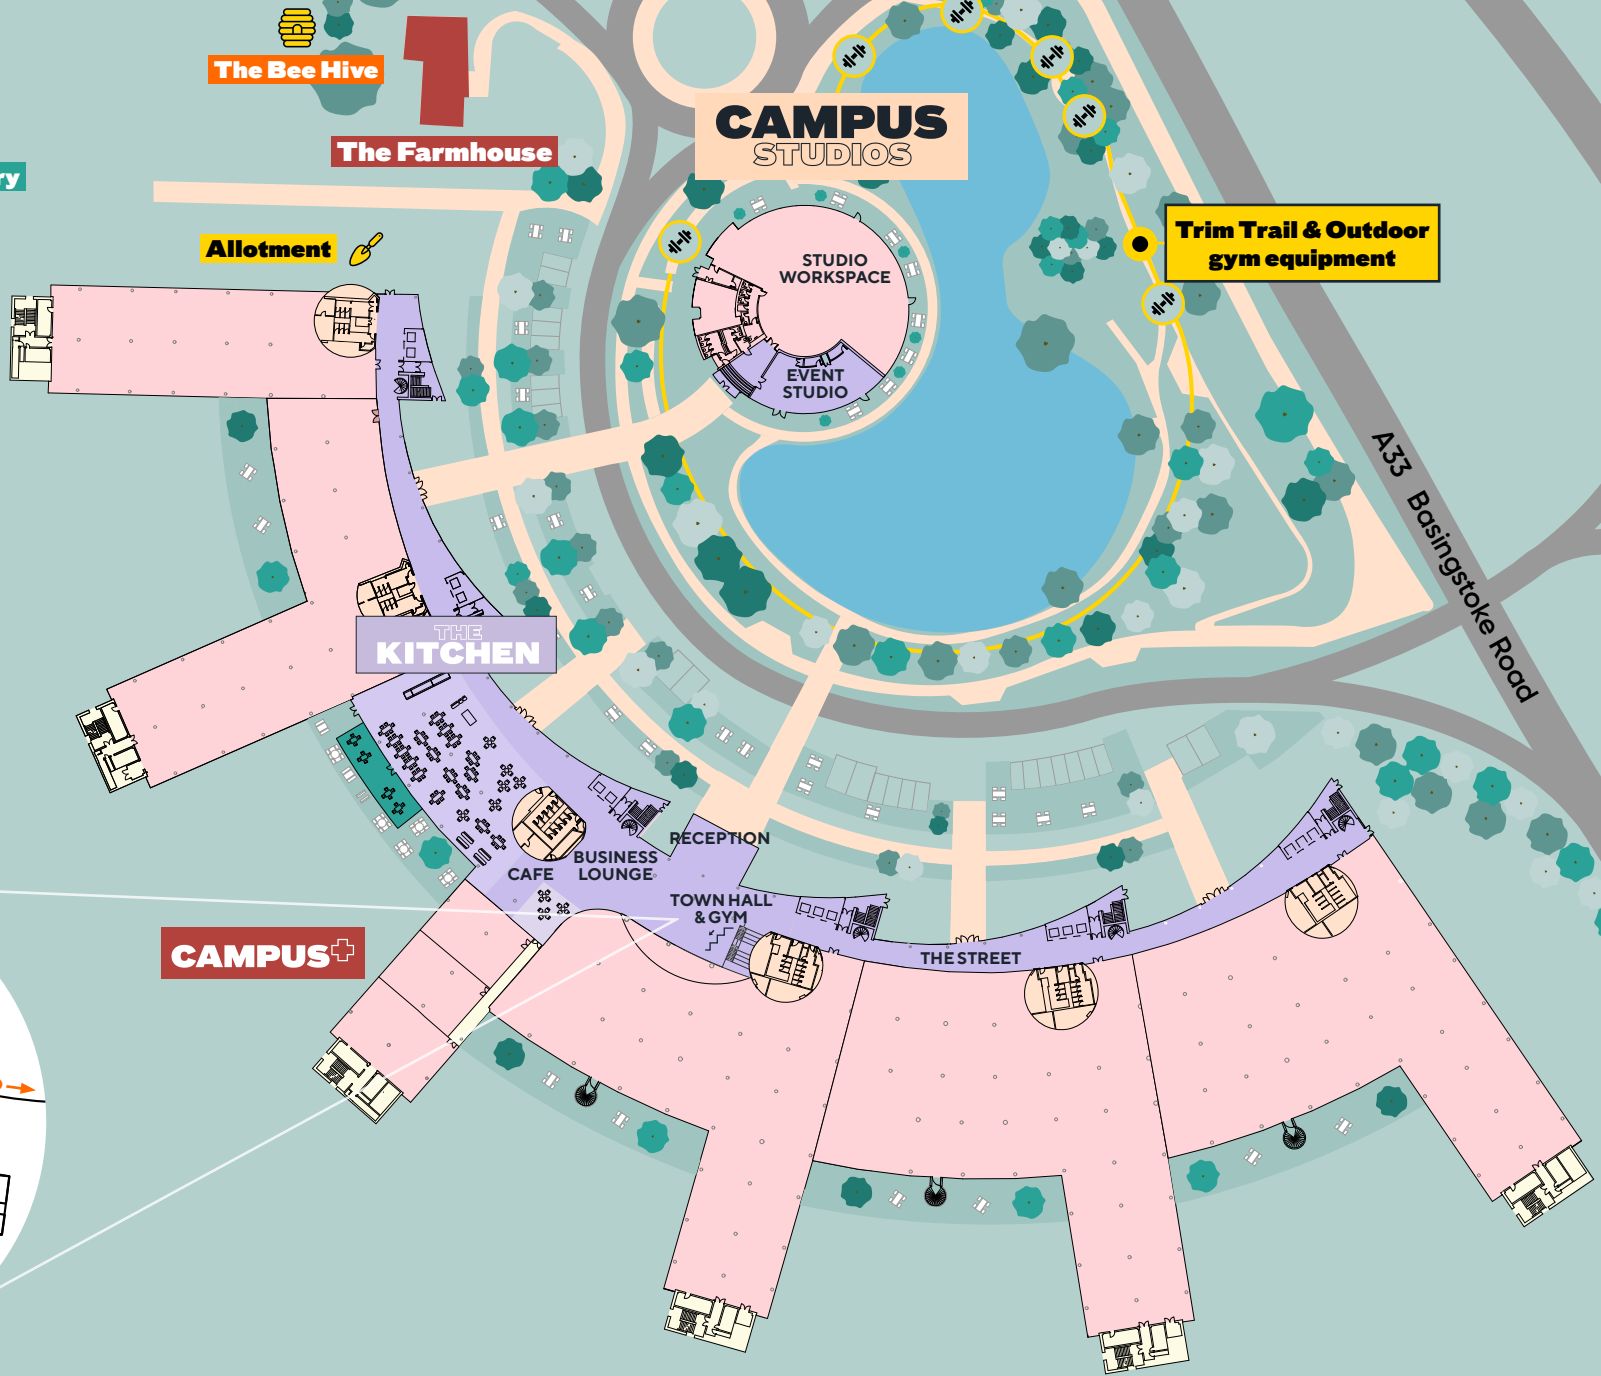 The Bee Hive
The Farmhouse
ry
Allotment
CAMPUS
STUDIOS
Trim Trail & Outdoor
gym equipment
STUDIO
WORKSPACE
EVENT
STUDIO
A33 Basingstoke Road
THE
KITCHEN
RECEPTION
BUSINESS
LOUNGE
CAFE
TOWN HALL
& GYM
THE STREET
CAMPUS